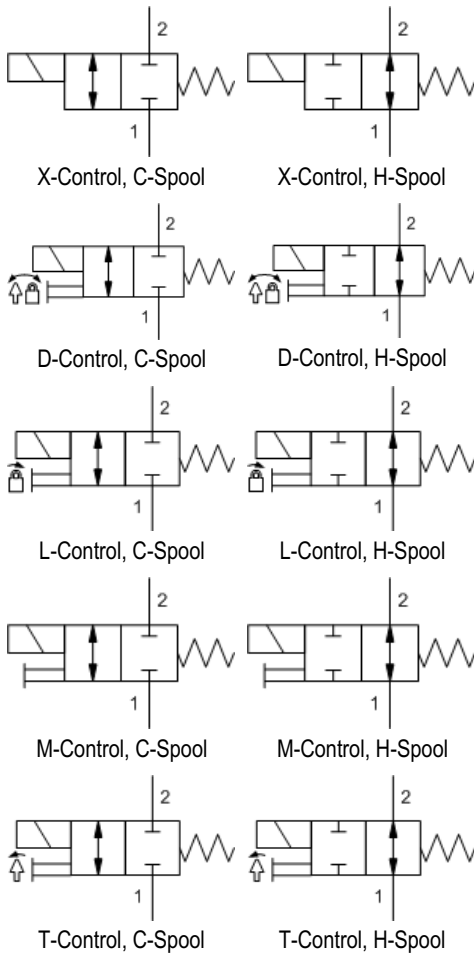 2 2
1 1
X-Control, C-Spool X-Control, H-Spool
2 2
1 1
D-Control, C-Spool D-Control, H-Spool
2 2
1 1
L-Control, C-Spool L-Control, H-Spool
2 2
1 1
M-Control, C-Spool M-Control, H-Spool
2 2
1 1
T-Control, C-Spool T-Control, H-Spool